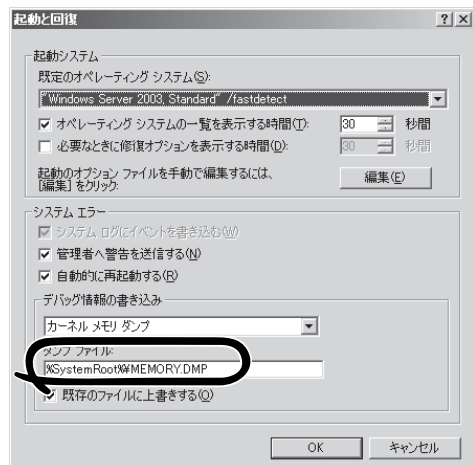 起動と回復
起動システム
既定のオペレーティング システム(S):
"Windows Server 2003, Standard" /fastdetect
オペレーティング システムの一覧を表示する時間(T): 30 秒間
必要なときに修復オプションを表示する時間(D): 30 秒間
起動のオプション ファイルを手動で編集するには、
[編集] をクリック:
編集(E)
システム エラー
システム ログにイベントを書き込む(W)
管理者へ警告を送信する(N)
自動的に再起動する(R)
デバッグ情報の書き込み
カーネル メモリ ダンプ
ダンプ ファイル:
%SystemRoot%¥MEMORY.DMP
既存のファイルに上書きする(O)
OK キャンセル